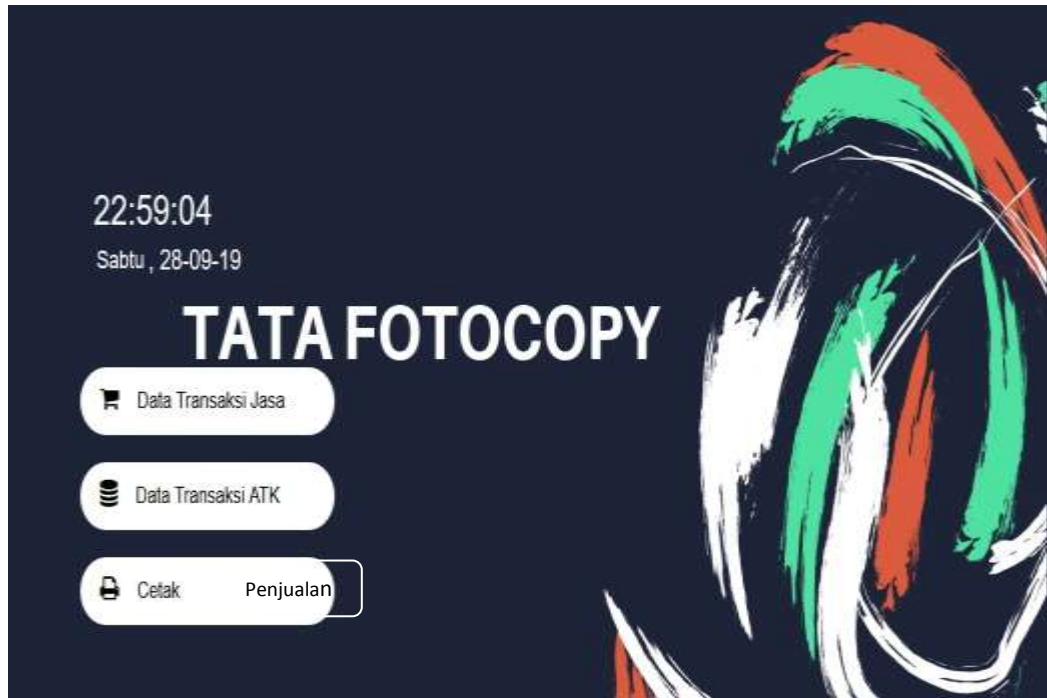 22:59:04
Sabtu , 28-09-19
TATA FOTOCOPY
Data Transaksi Jasa
Data Transaksi ATK
Cetak Penjualan